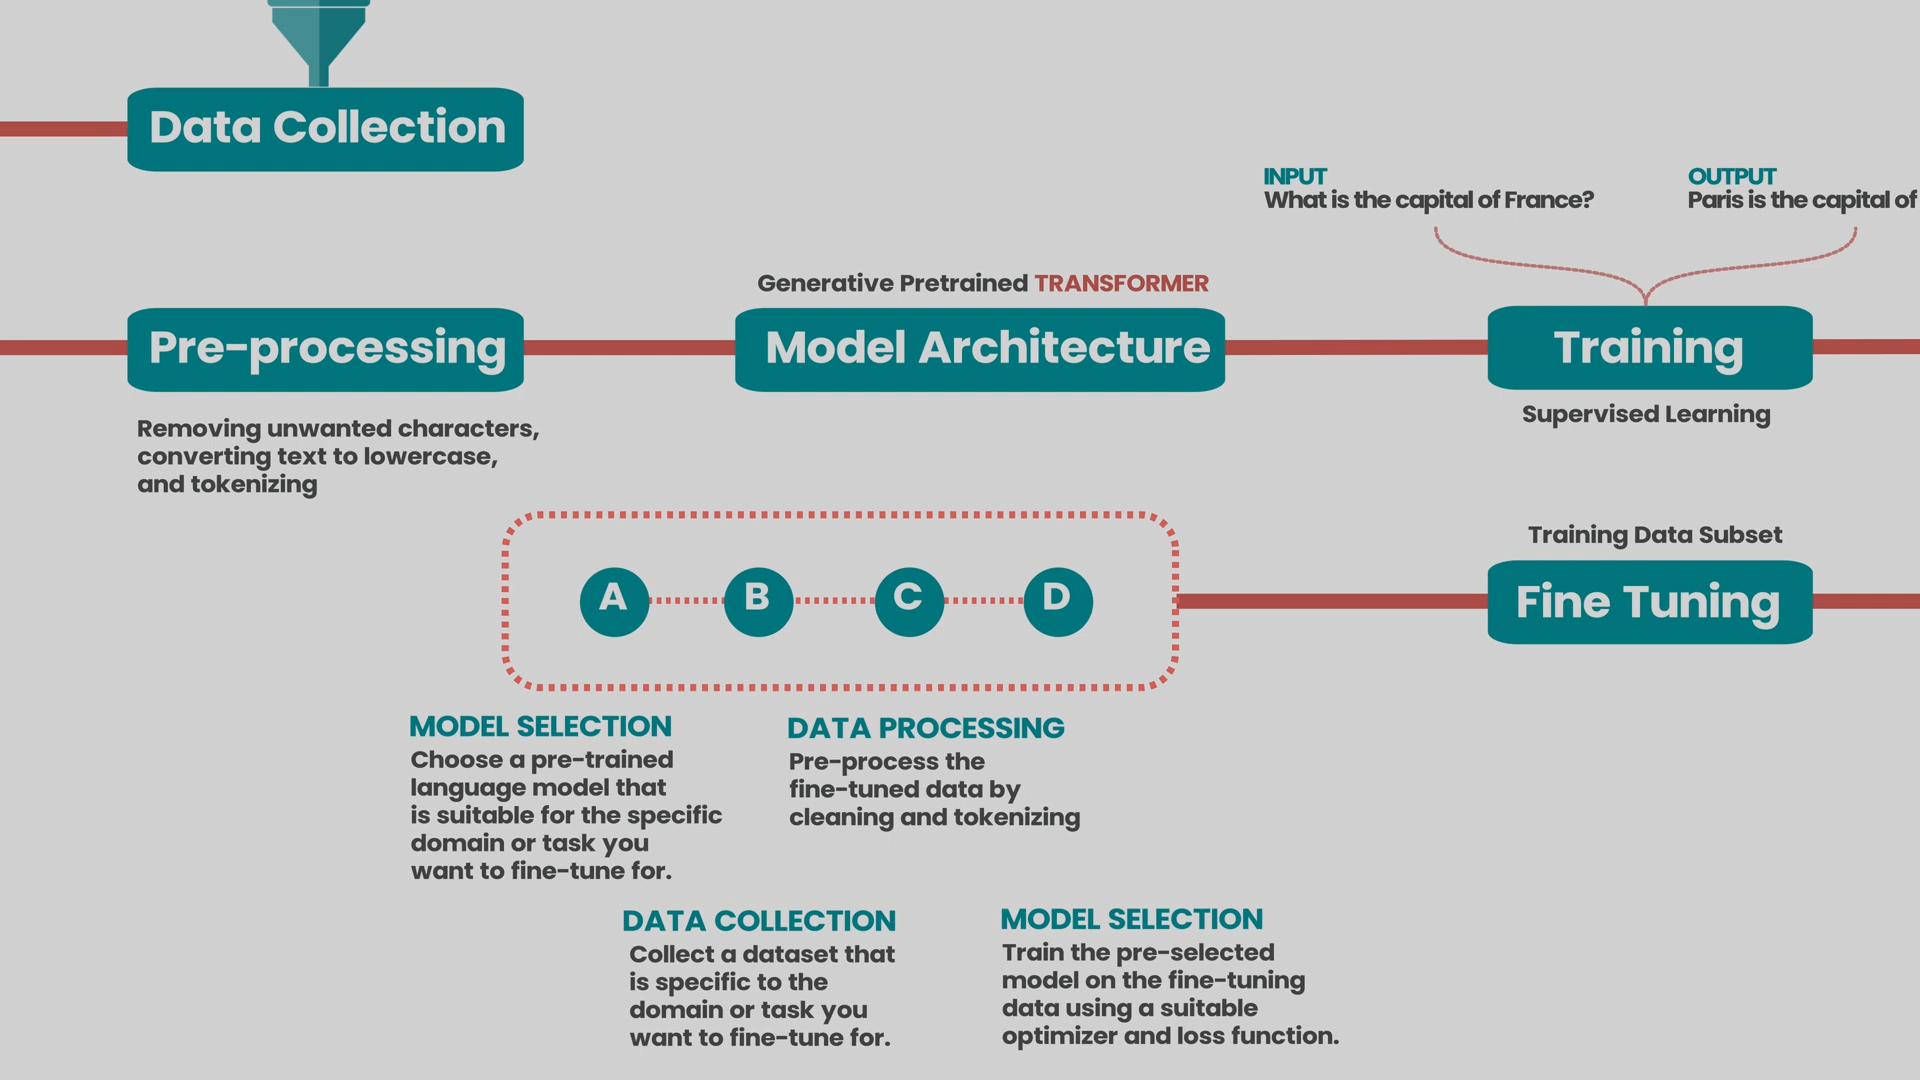 Data Collection
INPUT
What is the capital of France?
OUTPUT
Paris is the capital of
Generative Pretrained TRANSFORMER
Pre-processing
Model Architecture
Training
Removing unwanted characters,
converting text to lowercase,
and tokenizing
Supervised Learning
Training Data Subset
A
B
C
D
Fine Tuning
MODEL SELECTION
Choose a pre-trained
language model that
is suitable for the specific
domain or task you
want to fine-tune for.
DATA PROCESSING
Pre-process the
fine-tuned data by
cleaning and tokenizing
DATA COLLECTION
Collect a dataset that
is specific to the
domain or task you
want to fine-tune for.
MODEL SELECTION
Train the pre-selected
model on the fine-tuning
data using a suitable
optimizer and loss function.